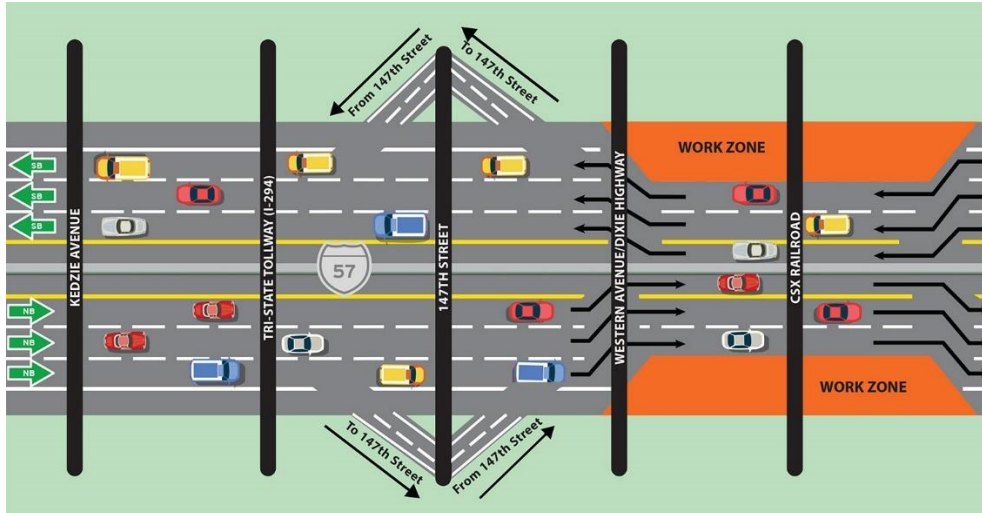 From 147th Street
To 147th Street
WORK ZONE
SB
SB
SB
KEDZIE AVENUE
TRI-STATE TOLLWAY (I-294)
57
147TH STREET
WESTERN AVENUE/DIXIE HIGHWAY
CSX RAILROAD
NB
NB
NB
WORK ZONE
To 147th Street
From 147th Street